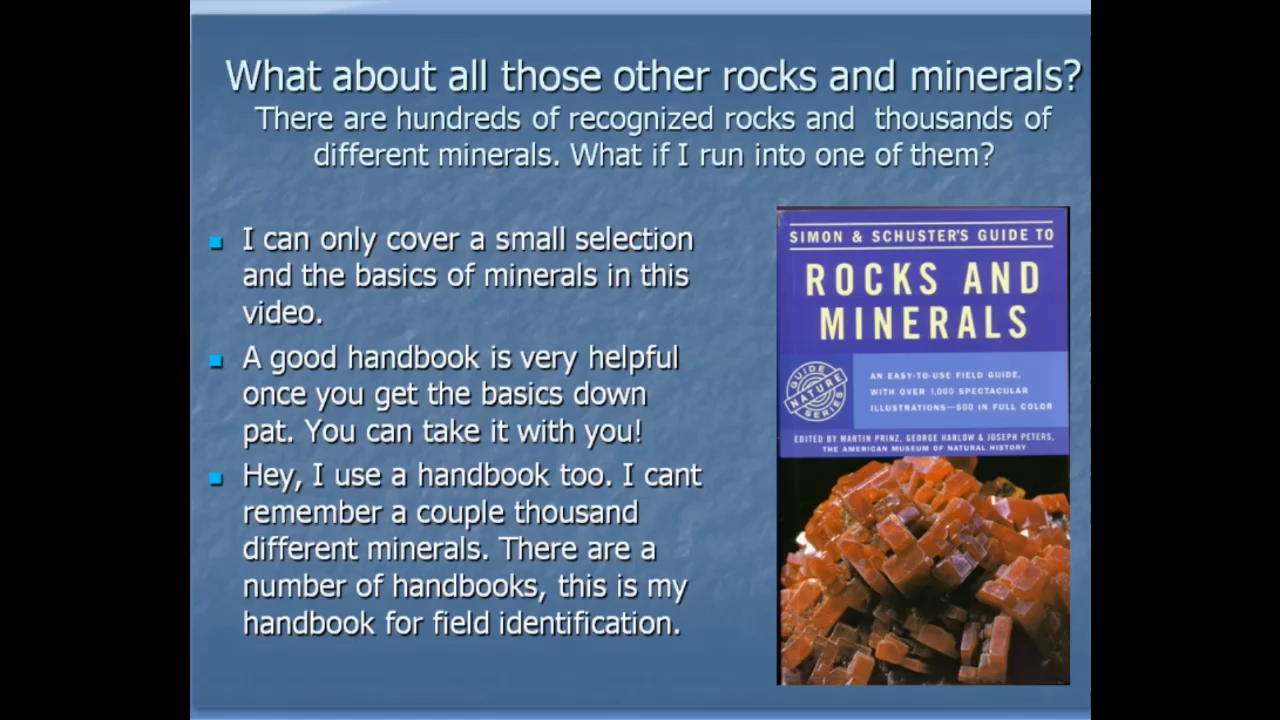 What about all those other rocks and minerals?
There are hundreds of recognized rocks and thousands of
different minerals. What if I run into one of them?
I can only cover a small selection
and the basics of minerals in this
video.
A good handbook is very helpful
once you get the basics down
pat. You can take it with you!
Hey, I use a handbook too. I cant
remember a couple thousand
different minerals. There are a
number of handbooks, this is my
handbook for field identification.
SIMON & SCHUSTER'S GUIDE TO
ROCKS AND
MINERALS
GUIDE
NATURE
SERIES
AN EASY-TO-USE FIELD GUIDE,
WITH OVER 1,000 SPECTACULAR
ILLUSTRATIONS—600 IN FULL COLOR
EDITED BY MARTIN PRINZ, GEORGE HARLOW & JOSEPH PETERS,
THE AMERICAN MUSEUM OF NATURAL HISTORY